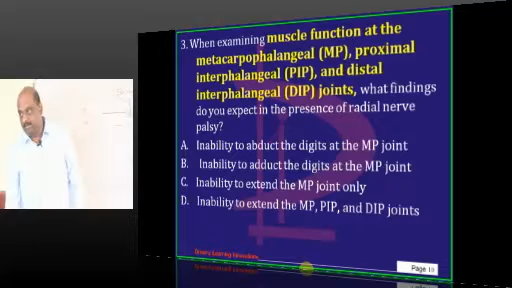 3. When examining muscle function at the
metacarpophalangeal (MP), proximal
interphalangeal (PIP), and distal
interphalangeal (DIP) joints, what findings
do you expect in the presence of radial nerve
palsy?
A. Inability to abduct the digits at the MP joint
B. Inability to adduct the digits at the MP joint
C. Inability to extend the MP joint only
D. Inability to extend the MP, PIP, and DIP joints
Page 10